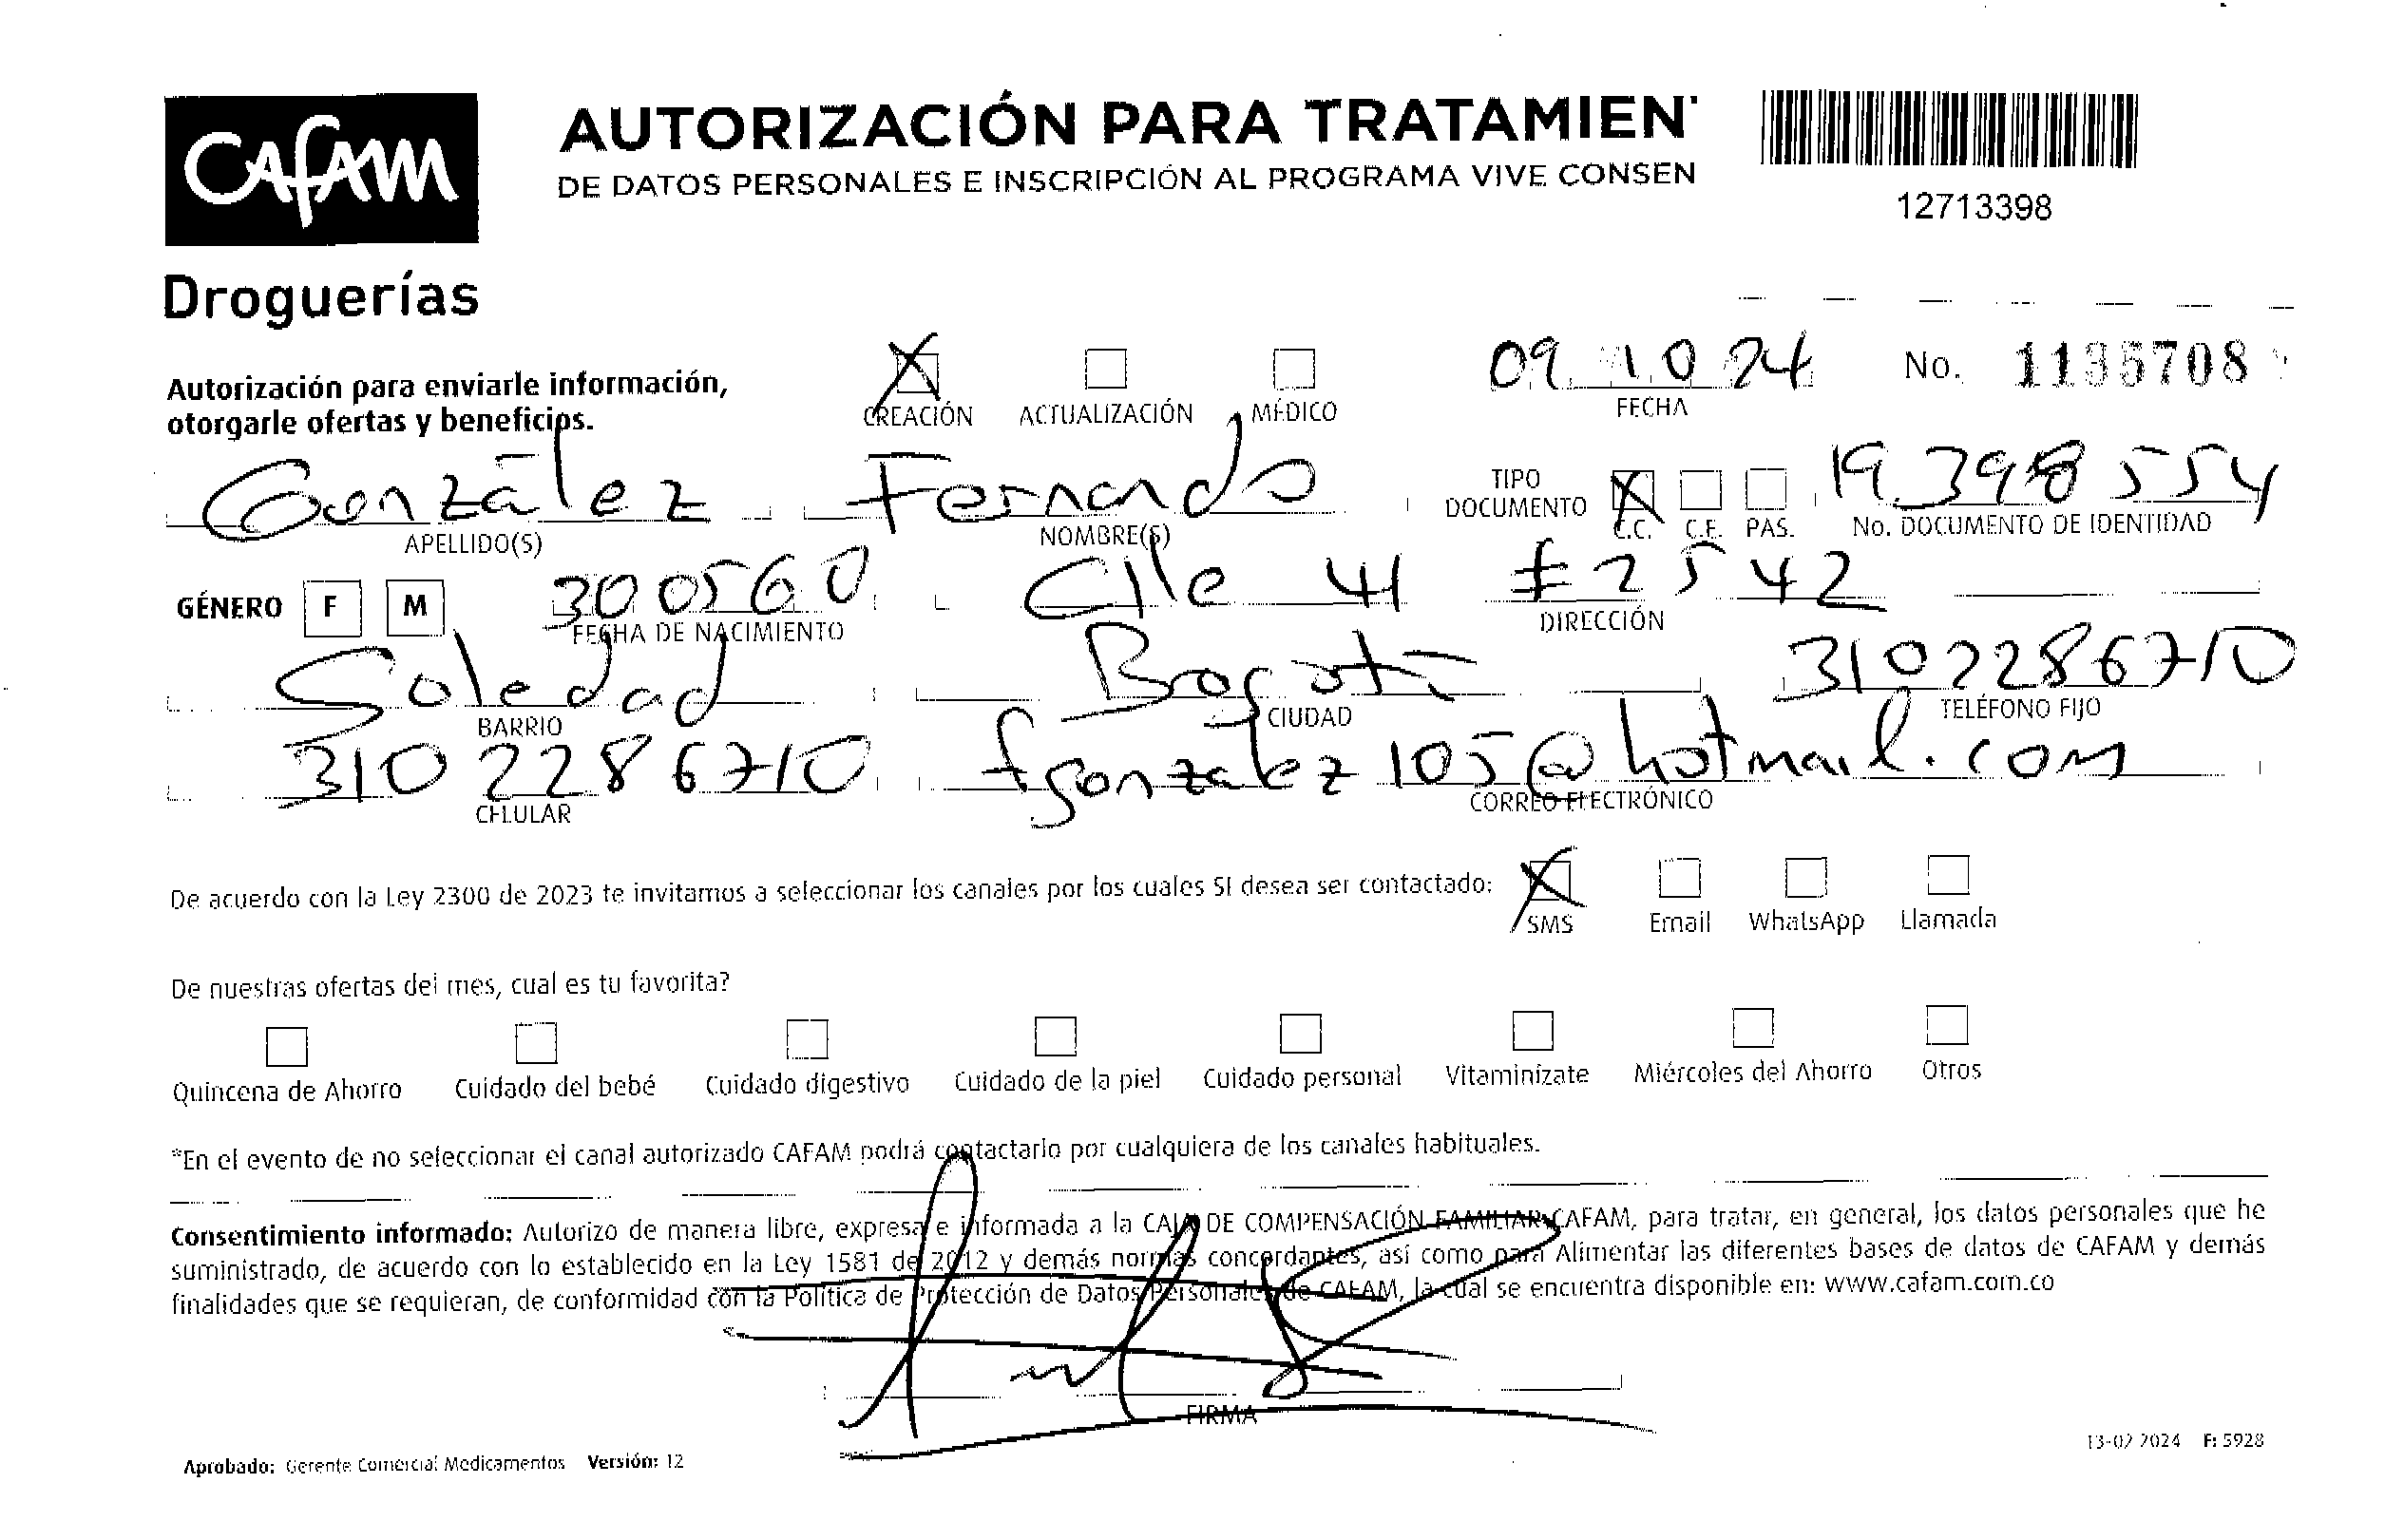 CAFAM
Droguerías
AUTORIZACIÓN PARA TRATAMIEN
DE DATOS PERSONALES E INSCRIPCIÓN AL PROGRAMA VIVE CONSEN
12713398
Autorización para enviarle información,
otorgarle ofertas y beneficios.
CREACIÓN ACTUALIZACIÓN MÉDICO
09 10 24
FECHA
No. 1135708
González Fernando
APELLIDO(S) NOMBRE(S)
TIPO
DOCUMENTO C.C. C.E. PAS.
19398554
No. DOCUMENTO DE IDENTIDAD
GÉNERO F M 300560 Clle 41 # 25 42
FECHA DE NACIMIENTO DIRECCIÓN
Soledad Bogotá 3102286710
BARRIO CIUDAD TELÉFONO FIJO
310 2286710 fgonzalez105@hotmail.com
CELULAR CORREO ELECTRÓNICO
De acuerdo con la Ley 2300 de 2023 te invitamos a seleccionar los canales por los cuales SI desea ser contactado:
SMS Email WhatsApp Llamada
De nuestras ofertas del mes, cual es tu favorita?
Quincena de Ahorro Cuidado del bebé Cuidado digestivo Cuidado de la piel Cuidado personal Vitaminízate Miércoles del Ahorro Otros
*En el evento de no seleccionar el canal autorizado CAFAM podrá contactarlo por cualquiera de los canales habituales.
Consentimiento informado: Autorizo de manera libre, expresa e informada a la CAJA DE COMPENSACIÓN FAMILIAR CAFAM, para tratar, en general, los datos personales que he
suministrado, de acuerdo con lo establecido en la Ley 1581 de 2012 y demás normas concordantes, así como para Alimentar las diferentes bases de datos de CAFAM y demás
finalidades que se requieran, de conformidad con la Política de Protección de Datos Personales de CAFAM, la cual se encuentra disponible en: www.cafam.com.co
FIRMA
Aprobado: Gerente Comercial Medicamentos Versión: 12
13-02 2024 F: 5928